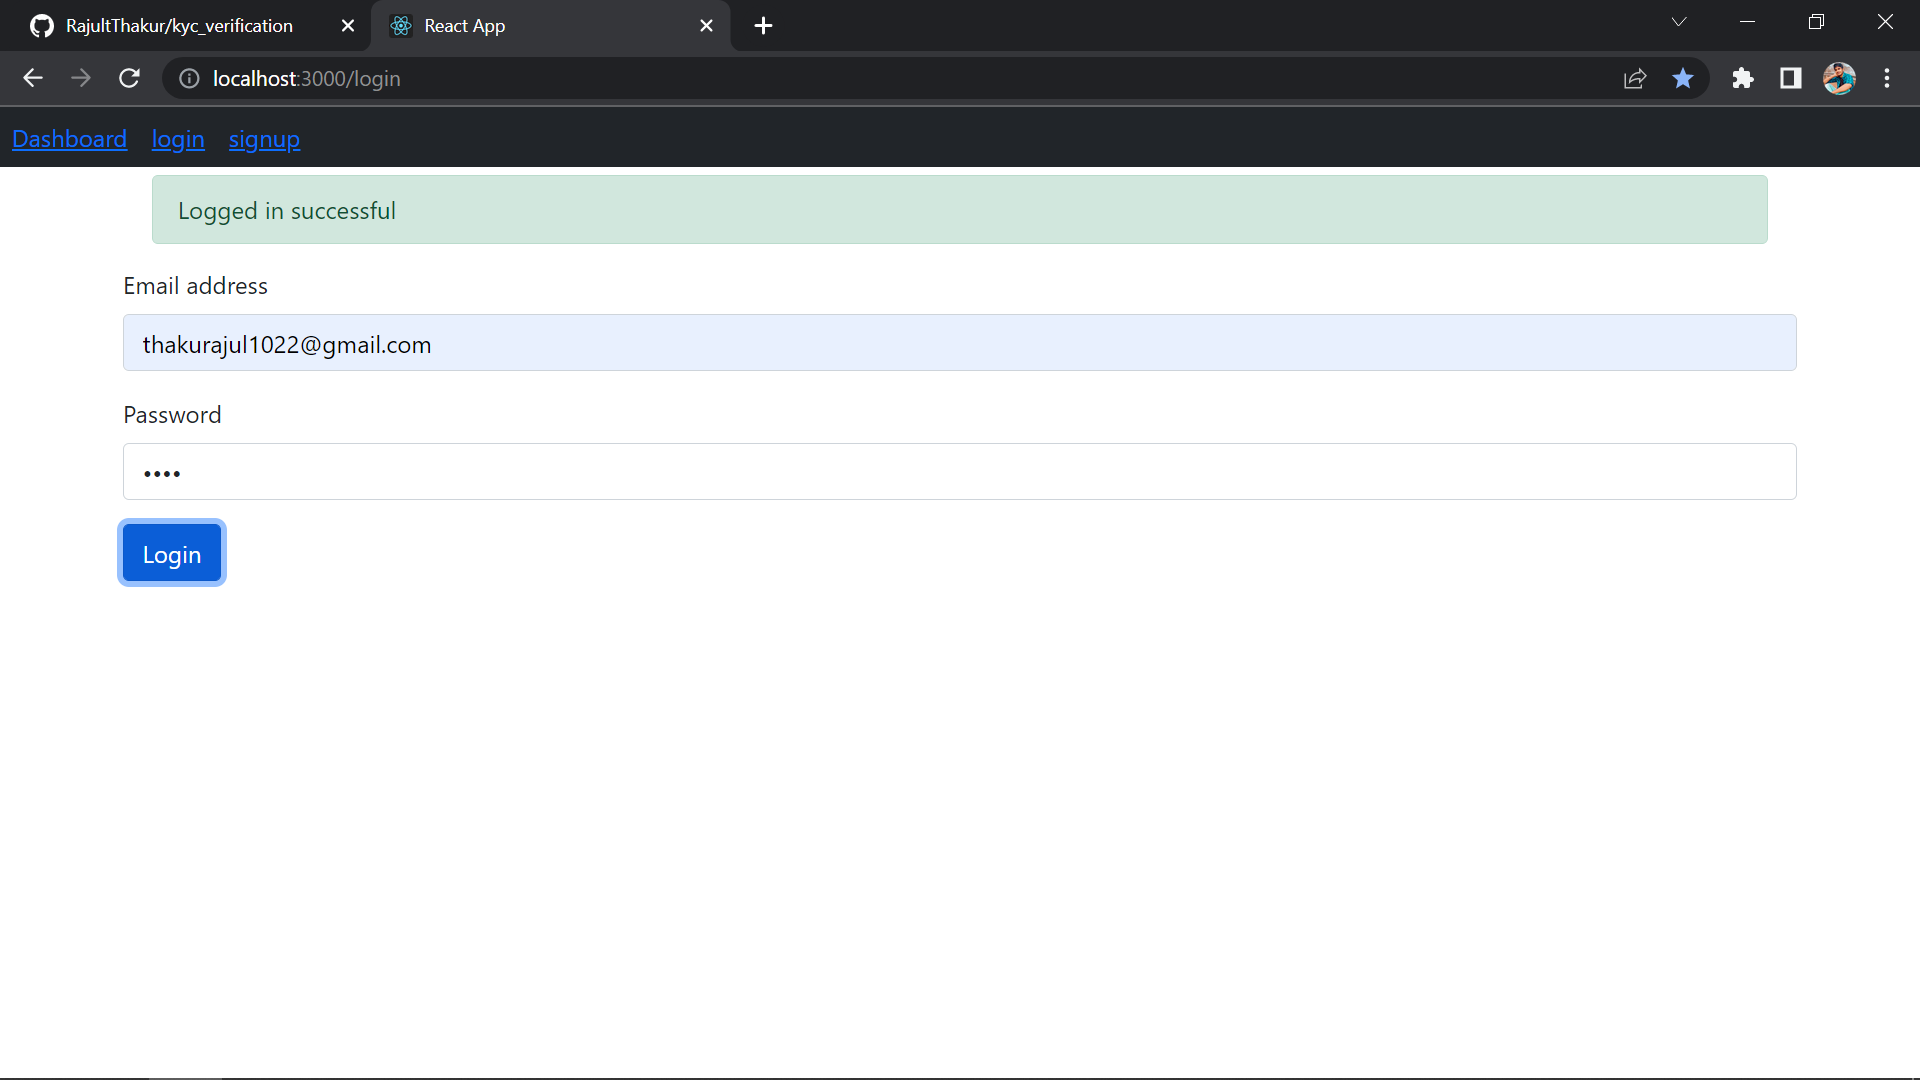 RajultThakur/kyc_verification
React App
localhost:3000/login
Dashboard login signup
Logged in successful
Email address
thakurajul1022@gmail.com
Password
••••
Login